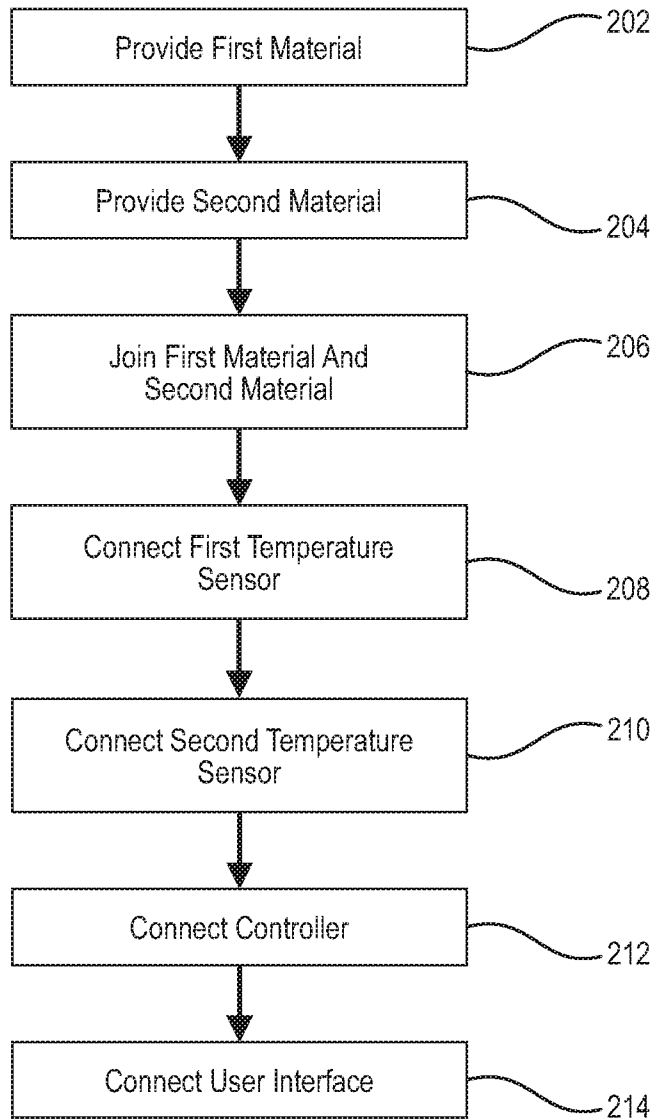 Provide First Material
202
Provide Second Material
204
Join First Material And
Second Material
206
Connect First Temperature
Sensor
208
Connect Second Temperature
Sensor
210
Connect Controller
212
Connect User Interface
214